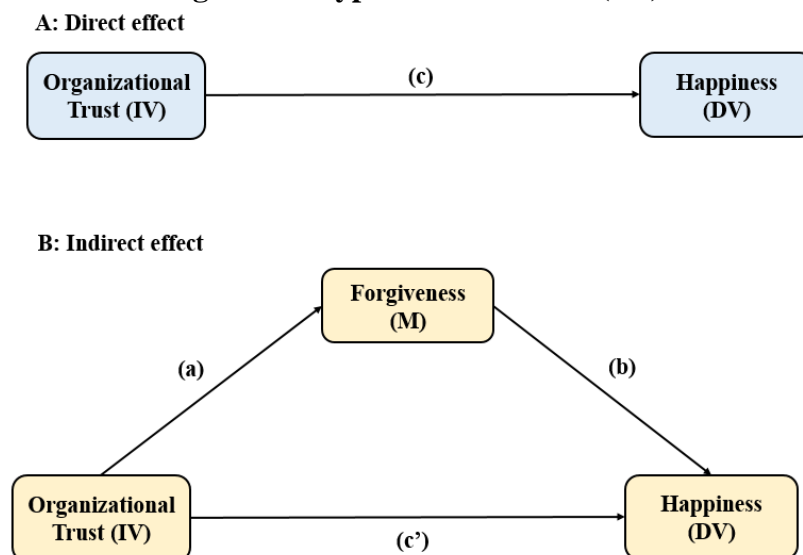 A: Direct effect
Organizational
Trust (IV)
(c)
Happiness
(DV)
B: Indirect effect
Forgiveness
(M)
(a)
(b)
Organizational
Trust (IV)
(c’)
Happiness
(DV)